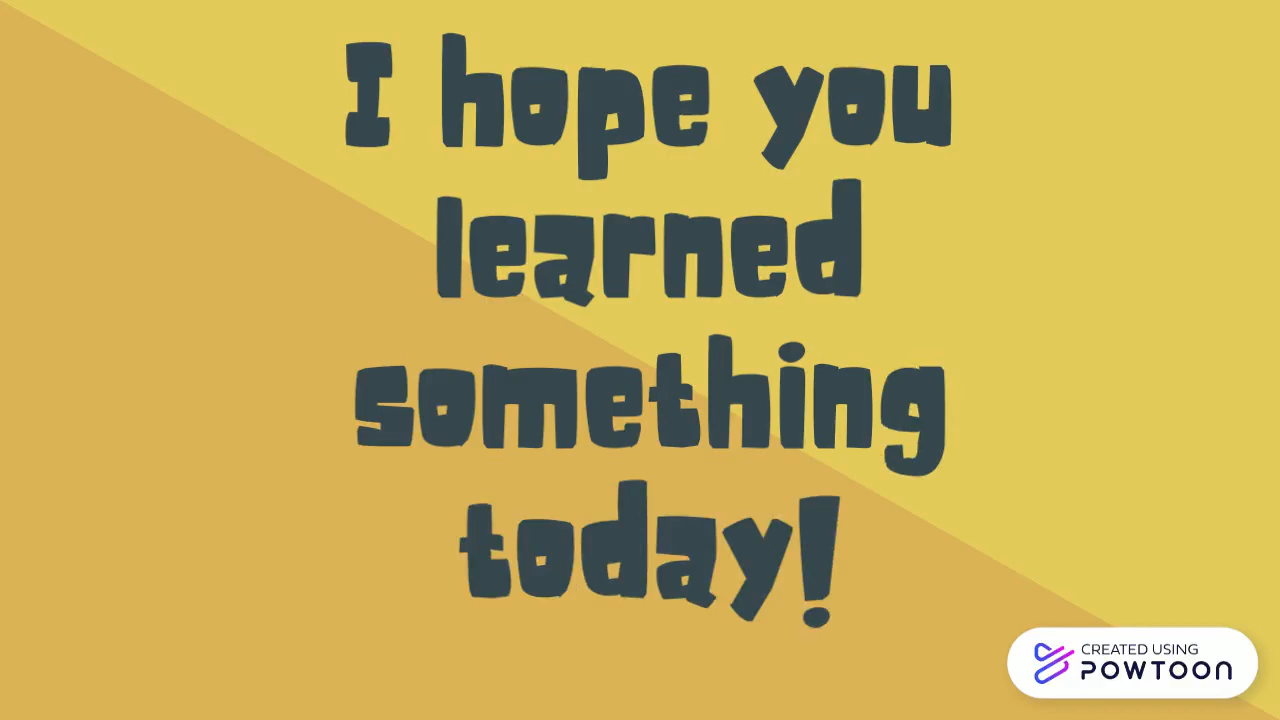 I hope you
learned
something
today!
CREATED USING
POWTOON